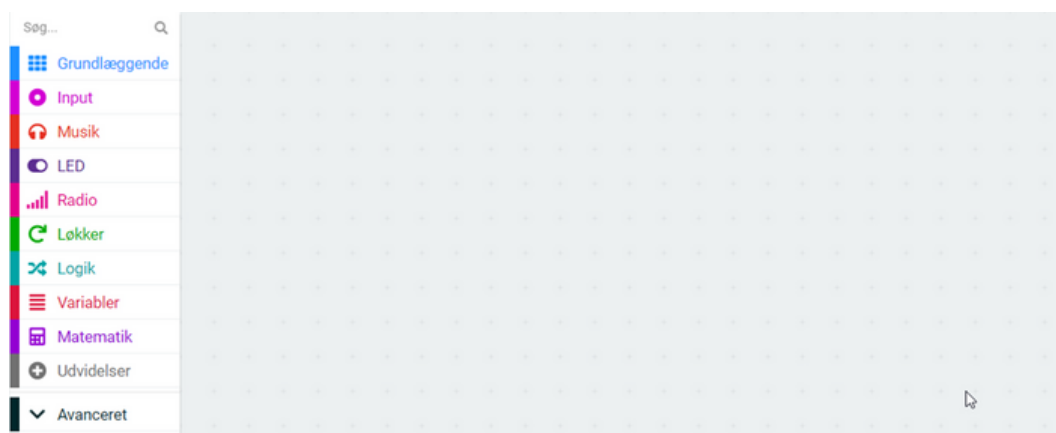 Søg...
Grundlæggende
Input
Musik
LED
Radio
Løkker
Logik
Variabler
Matematik
Udvidelser
Avanceret